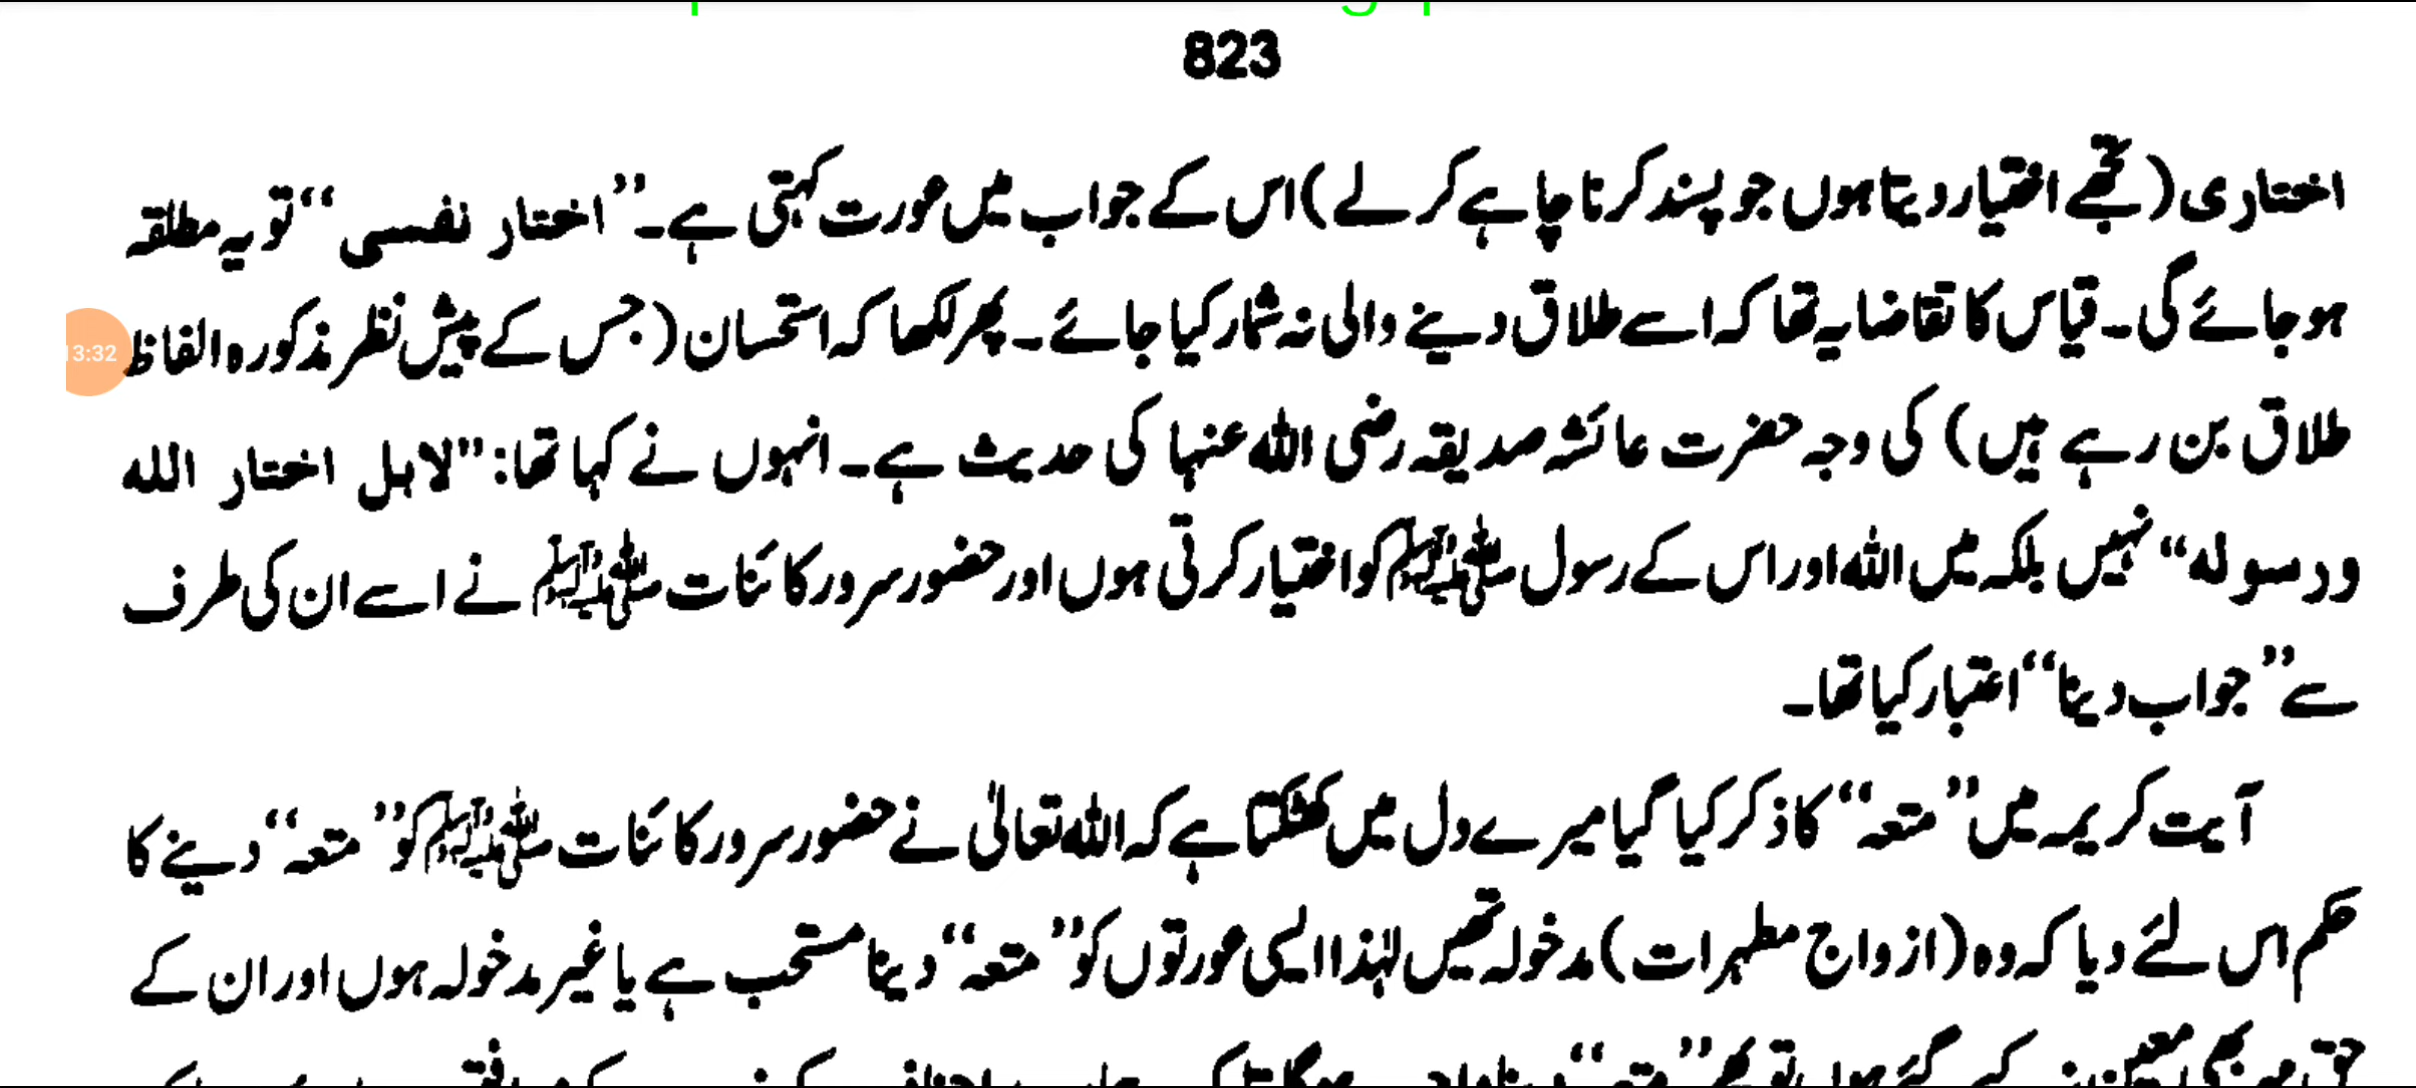 823
اختاری (تجھے اختیار دیتا ہوں جو پسند کرنا چاہے کر لے) اس کے جواب میں عورت کہتی ہے۔ ”اختار نفسی“ تو یہ مطلقہ
ہو جائے گی۔ قیاس کا تقاضا یہ تھا کہ اسے طلاق دینے والی نہ شمار کیا جائے۔ پھر لکھا کہ استحسان (جس کے پیش نظر مذکورہ الفاظ
13:32
طلاق بن رہے ہیں) کی وجہ حضرت عائشہ صدیقہ رضی اللہ عنہا کی حدیث ہے۔ انہوں نے کہا تھا: ”لابل اختار اللہ
ورسولہ“ نہیں بلکہ میں اللہ اور اس کے رسول ﷺ کو اختیار کرتی ہوں اور حضور سرور کائنات ﷺ نے اسے ان کی طرف
سے ”جواب دینا“ اعتبار کیا تھا۔
آیت کریمہ میں ”متعہ“ کا ذکر کیا گیا میرے دل میں کھٹکتا ہے کہ اللہ تعالیٰ نے حضور سرور کائنات ﷺ کو ”متعہ“ دینے کا
حکم اس لئے دیا کہ وہ (ازواج مطہرات) مدخولہ تھیں لہٰذا ایسی عورتوں کو ”متعہ“ دینا مستحب ہے یا غیر مدخولہ ہوں اور ان کے